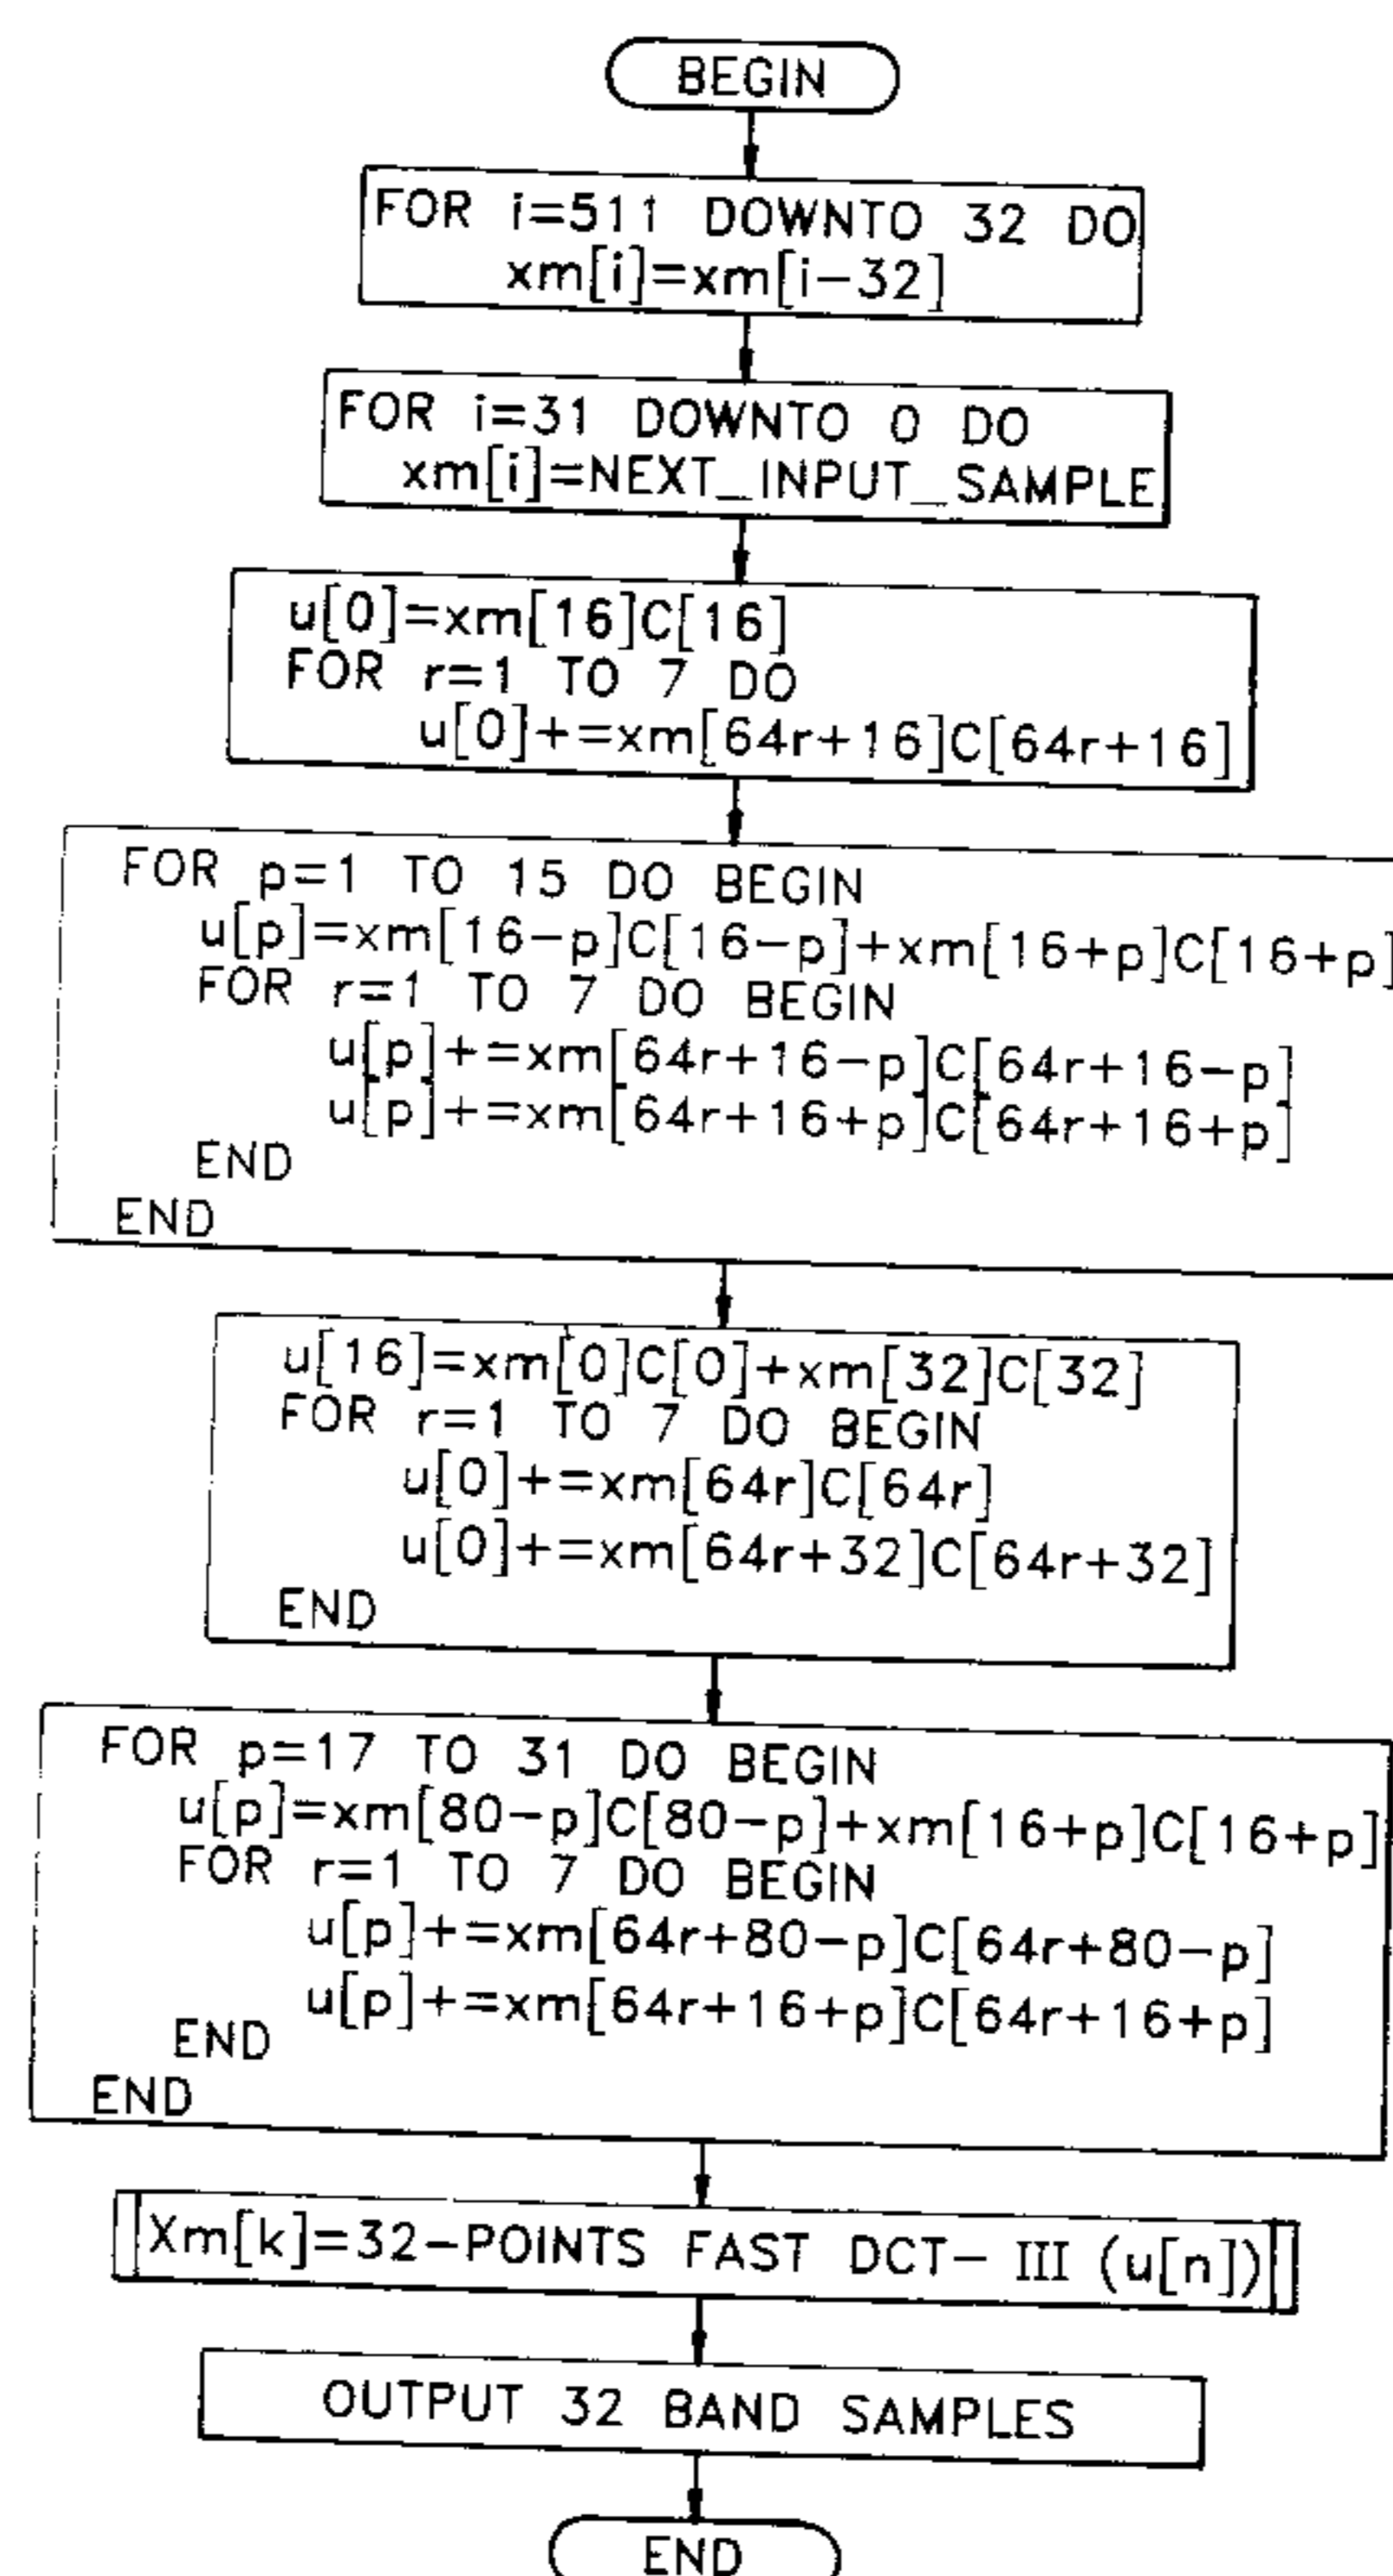 BEGIN
FOR i=511 DOWNTO 32 DO
xm[i]=xm[i-32]
FOR i=31 DOWNTO 0 DO
xm[i]=NEXT_INPUT_SAMPLE
u[0]=xm[16]C[16]
FOR r=1 TO 7 DO
u[0]+=xm[64r+16]C[64r+16]
FOR p=1 TO 15 DO BEGIN
u[p]=xm[16-p]C[16-p]+xm[16+p]C[16+p]
FOR r=1 TO 7 DO BEGIN
u[p]+=xm[64r+16-p]C[64r+16-p]
u[p]+=xm[64r+16+p]C[64r+16+p]
END
END
u[16]=xm[0]C[0]+xm[32]C[32]
FOR r=1 TO 7 DO BEGIN
u[0]+=xm[64r]C[64r]
u[0]+=xm[64r+32]C[64r+32]
END
FOR p=17 TO 31 DO BEGIN
u[p]=xm[80-p]C[80-p]+xm[16+p]C[16+p]
FOR r=1 TO 7 DO BEGIN
u[p]+=xm[64r+80-p]C[64r+80-p]
u[p]+=xm[64r+16+p]C[64r+16+p]
END
END
Xm[k]=32-POINTS FAST DCT- III (u[n])
OUTPUT 32 BAND SAMPLES
END